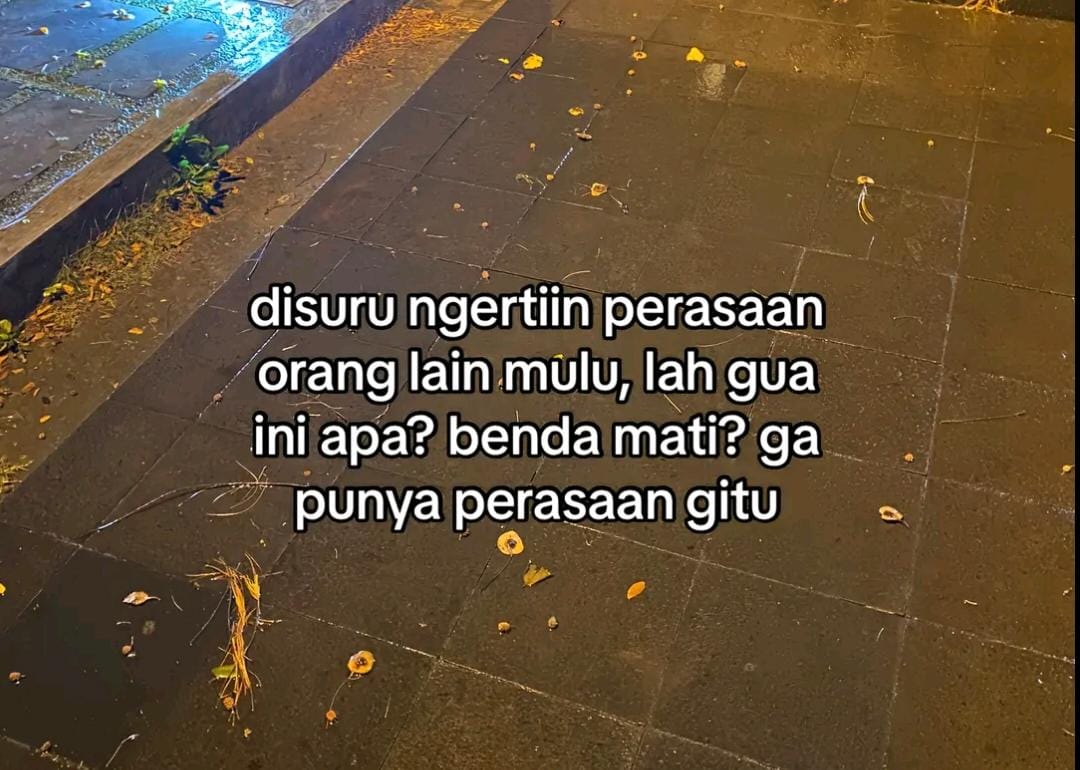 disuru ngertiin perasaan
orang lain mulu, lah gua
ini apa? benda mati? ga
punya perasaan gitu